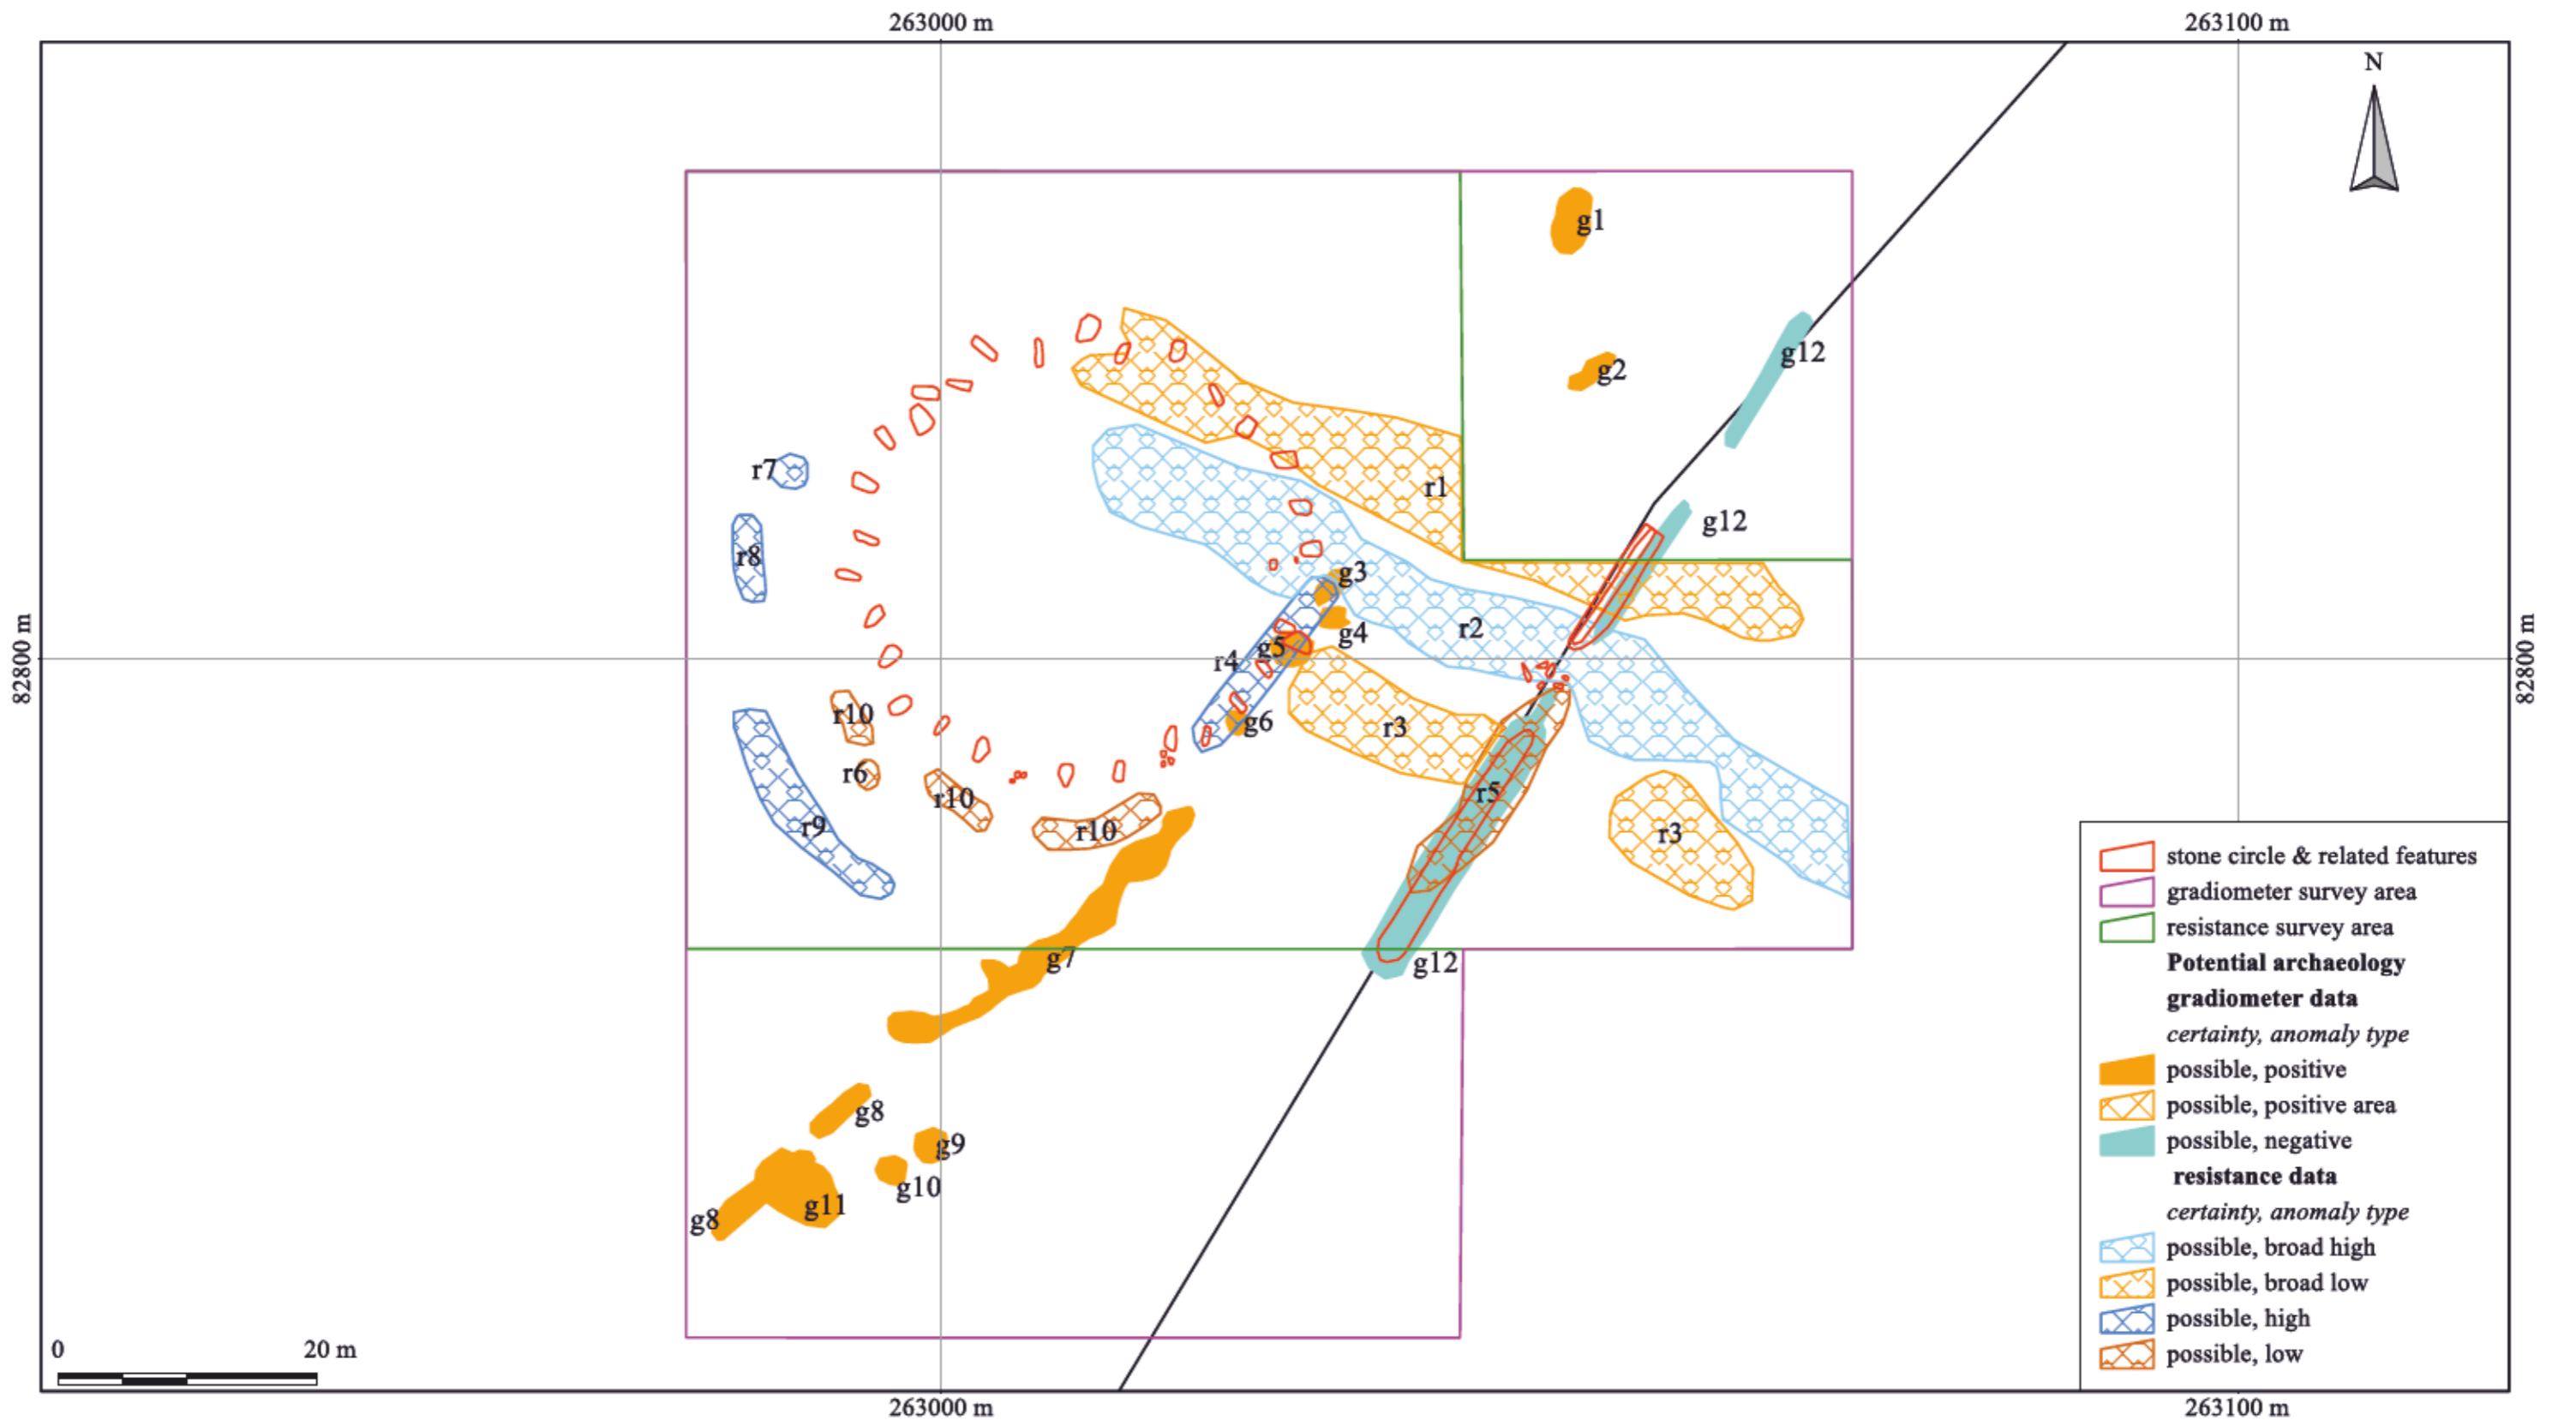 263000 m
263100 m
N
g1
g12
g2
r7
r1
g12
r8
g3
r2
g4
g5
r4
82800 m
82800 m
r10
g6
r3
r6
r5
r10
r9
r10
r3
g7
g12
g8
g9
g10
g11
g8
stone circle & related features
gradiometer survey area
resistance survey area
Potential archaeology
gradiometer data
certainty, anomaly type
possible, positive
possible, positive area
possible, negative
resistance data
certainty, anomaly type
possible, broad high
possible, broad low
possible, high
possible, low
0
20 m
263000 m
263100 m